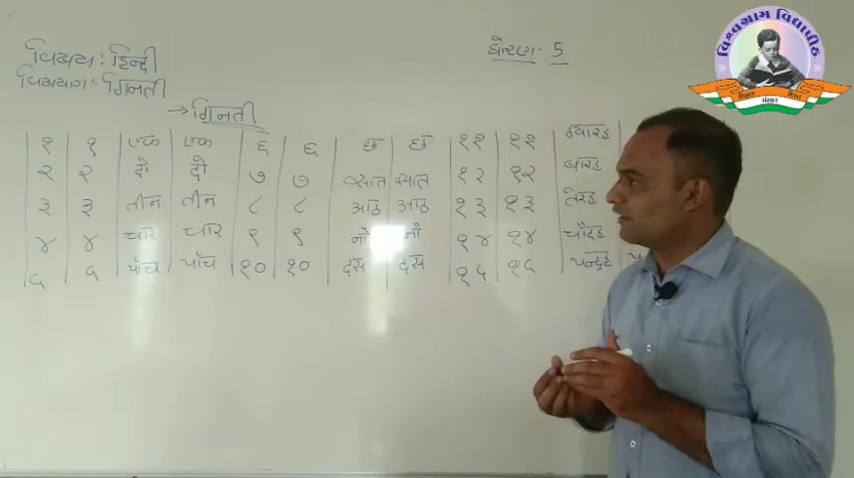 धोरण - 5
विषय : हिन्दी
विषयांग : गिनती
→ गिनती
१ १ एक एक ६ ६ छः छः ११ ११ ग्यारह
२ २ दो दो ७ ७ सात सात १२ १२ बारह
३ ३ तीन तीन ८ ८ आठ आठ १३ १३ तेरह
४ ४ चार चार ९ ९ नौ नौ १४ १४ चौदह
५ ५ पाँच पाँच १० १० दस दस १५ १५ पन्द्रह
વિશ્વગ્રામ વિદ્યાપીઠ